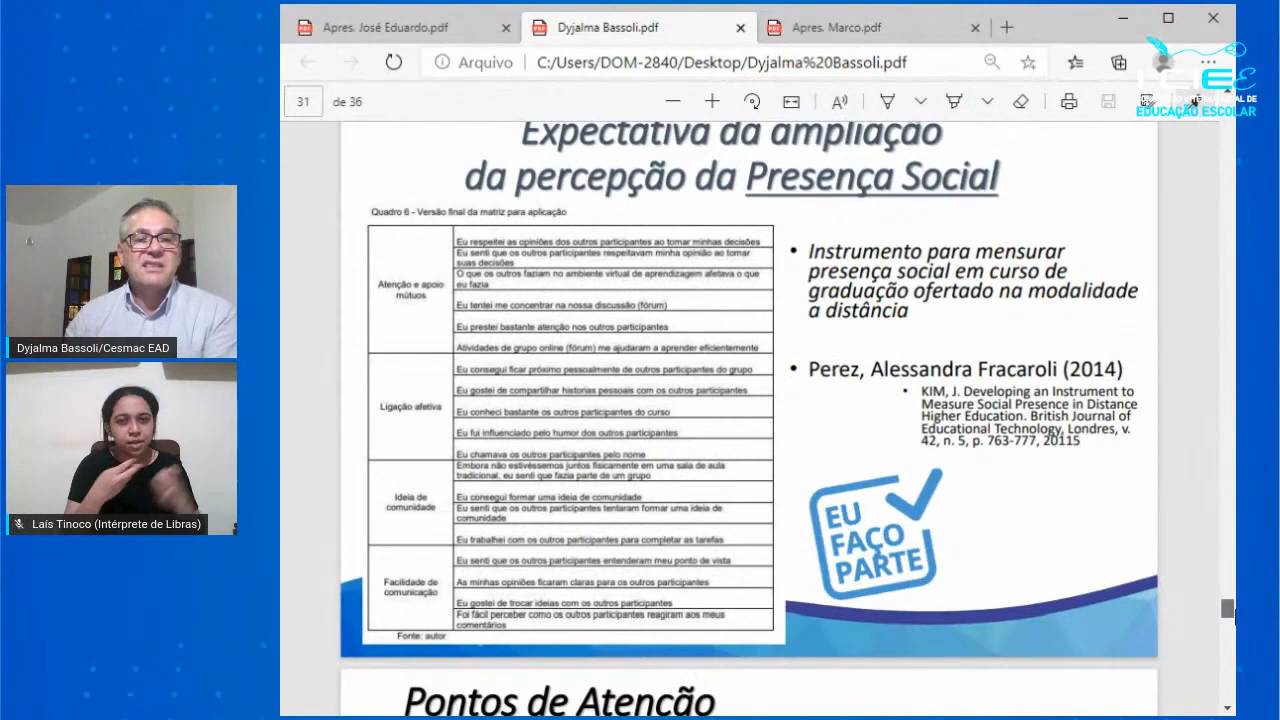 Apres. José Eduardo.pdf
Dyjalma Bassoli.pdf
Apres. Marco.pdf
Arquivo
C:/Users/DOM-2840/Desktop/Dyjalma%20Bassoli.pdf
31
de 36
EDUCAÇÃO ESCOLAR
Expectativa da ampliação
da percepção da Presença Social
Quadro 6 - Versão final da matriz para aplicação
Atenção e apoio
mútuos
Eu respeitei as opiniões dos outros participantes ao tomar minhas decisões
Eu senti que os outros participantes respeitavam minha opinião ao tomar
suas decisões
O que os outros faziam no ambiente virtual de aprendizagem afetava o que
eu fazia
Eu tentei me concentrar na nossa discussão (fórum)
Eu prestei bastante atenção nos outros participantes
Atividades de grupo online (fórum) me ajudaram a aprender eficientemente
Ligação afetiva
Eu consegui ficar próximo pessoalmente de outros participantes do grupo
Eu gostei de compartilhar historias pessoais com os outros participantes
Eu conheci bastante os outros participantes do curso
Eu fui influenciado pelo humor dos outros participantes
Eu chamava os outros participantes pelo nome
Ideia de
comunidade
Embora não estivéssemos juntos fisicamente em uma sala de aula
tradicional, eu senti que fazia parte de um grupo
Eu consegui formar uma ideia de comunidade
Eu senti que os outros participantes tentaram formar uma ideia de
comunidade
Eu trabalhei com os outros participantes para completar as tarefas
Facilidade de
comunicação
Eu senti que os outros participantes entenderam meu ponto de vista
As minhas opiniões ficaram claras para os outros participantes
Eu gostei de trocar ideias com os outros participantes
Foi fácil perceber como os outros participantes reagiram aos meus
comentários
Fonte: autor
• Instrumento para mensurar
presença social em curso de
graduação ofertado na modalidade
a distância
• Perez, Alessandra Fracaroli (2014)
• KIM, J. Developing an Instrument to
Measure Social Presence in Distance
Higher Education. British Journal of
Educational Technology, Londres, v.
42, n. 5, p. 763-777, 20115
EU
FAÇO
PARTE
Pontos de Atenção
Dyjalma Bassoli/Cesmac EAD
Laís Tinoco (Intérprete de Libras)